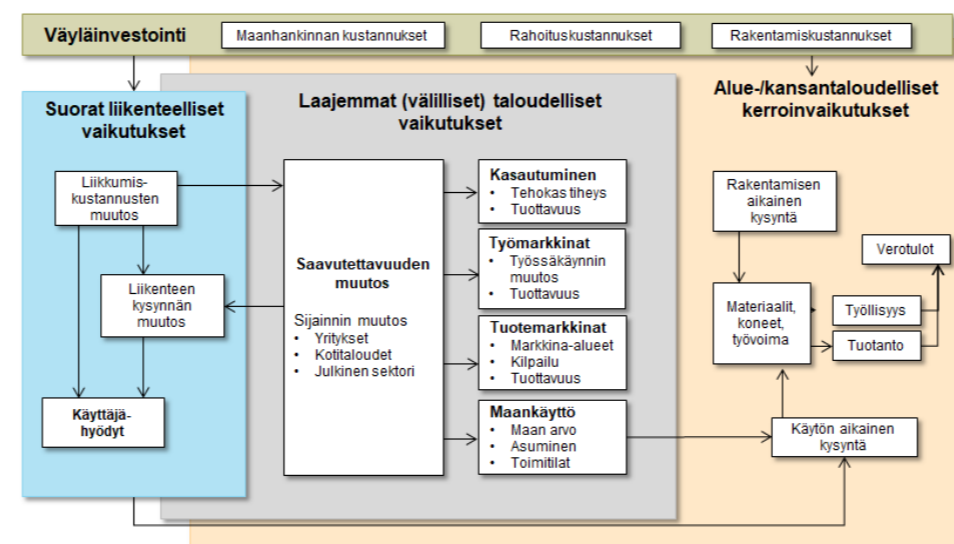 Väyläinvestointi
Maanhankinnan kustannukset
Rahoituskustannukset
Rakentamiskustannukset
Suorat liikenteelliset
vaikutukset
Liikkumis-
kustannusten
muutos
Liikenteen
kysynnän
muutos
Käyttäjä-
hyödyt
Laajemmat (välilliset) taloudelliset
vaikutukset
Saavutettavuuden
muutos
Sijainnin muutos
• Yritykset
• Kotitaloudet
• Julkinen sektori
Kasautuminen
• Tehokas tiheys
• Tuottavuus
Työmarkkinat
• Työssäkäynnin
muutos
• Tuottavuus
Tuotemarkkinat
• Markkina-alueet
• Kilpailu
• Tuottavuus
Maankäyttö
• Maan arvo
• Asuminen
• Toimitilat
Alue-/kansantaloudelliset
kerroinvaikutukset
Rakentamisen
aikainen
kysyntä
Verotulot
Materiaalit,
koneet,
työvoima
Työllisyys
Tuotanto
Käytön aikainen
kysyntä